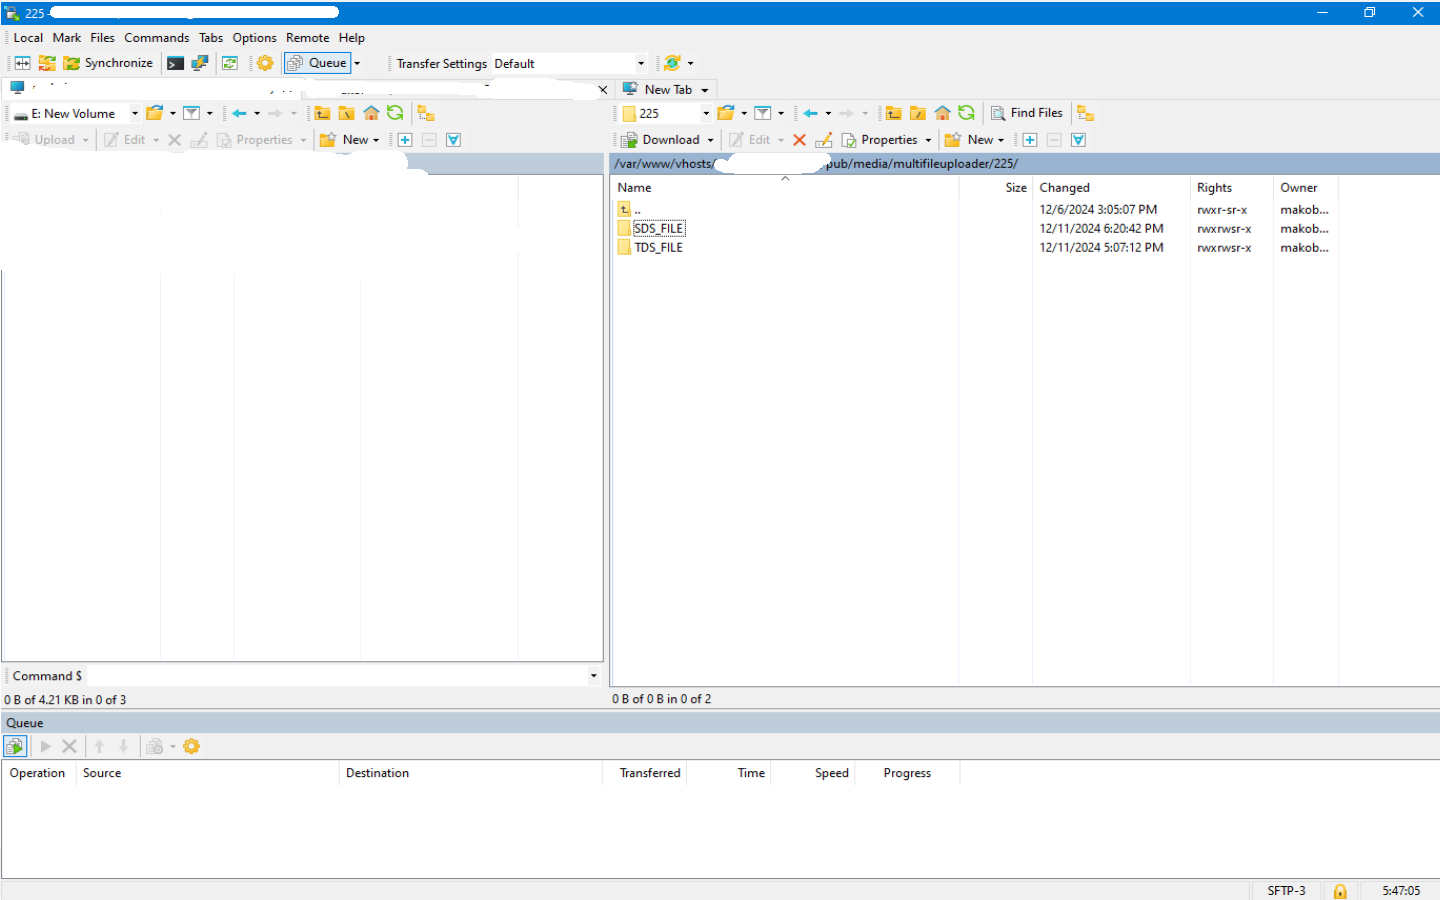 225 -
Local Mark Files Commands Tabs Options Remote Help
Synchronize Queue Transfer Settings Default
New Tab
E: New Volume 225 Find Files
Upload Edit Properties New Download Edit Properties New
/var/www/vhosts/ pub/media/multifileuploader/225/
Name Size Changed Rights Owner
.. 12/6/2024 3:05:07 PM rwxr-sr-x makob...
SDS_FILE 12/11/2024 6:20:42 PM rwxrwsr-x makob...
TDS_FILE 12/11/2024 5:07:12 PM rwxrwsr-x makob...
Command $
0 B of 4.21 KB in 0 of 3 0 B of 0 B in 0 of 2
Queue
Operation Source Destination Transferred Time Speed Progress
SFTP-3 5:47:05